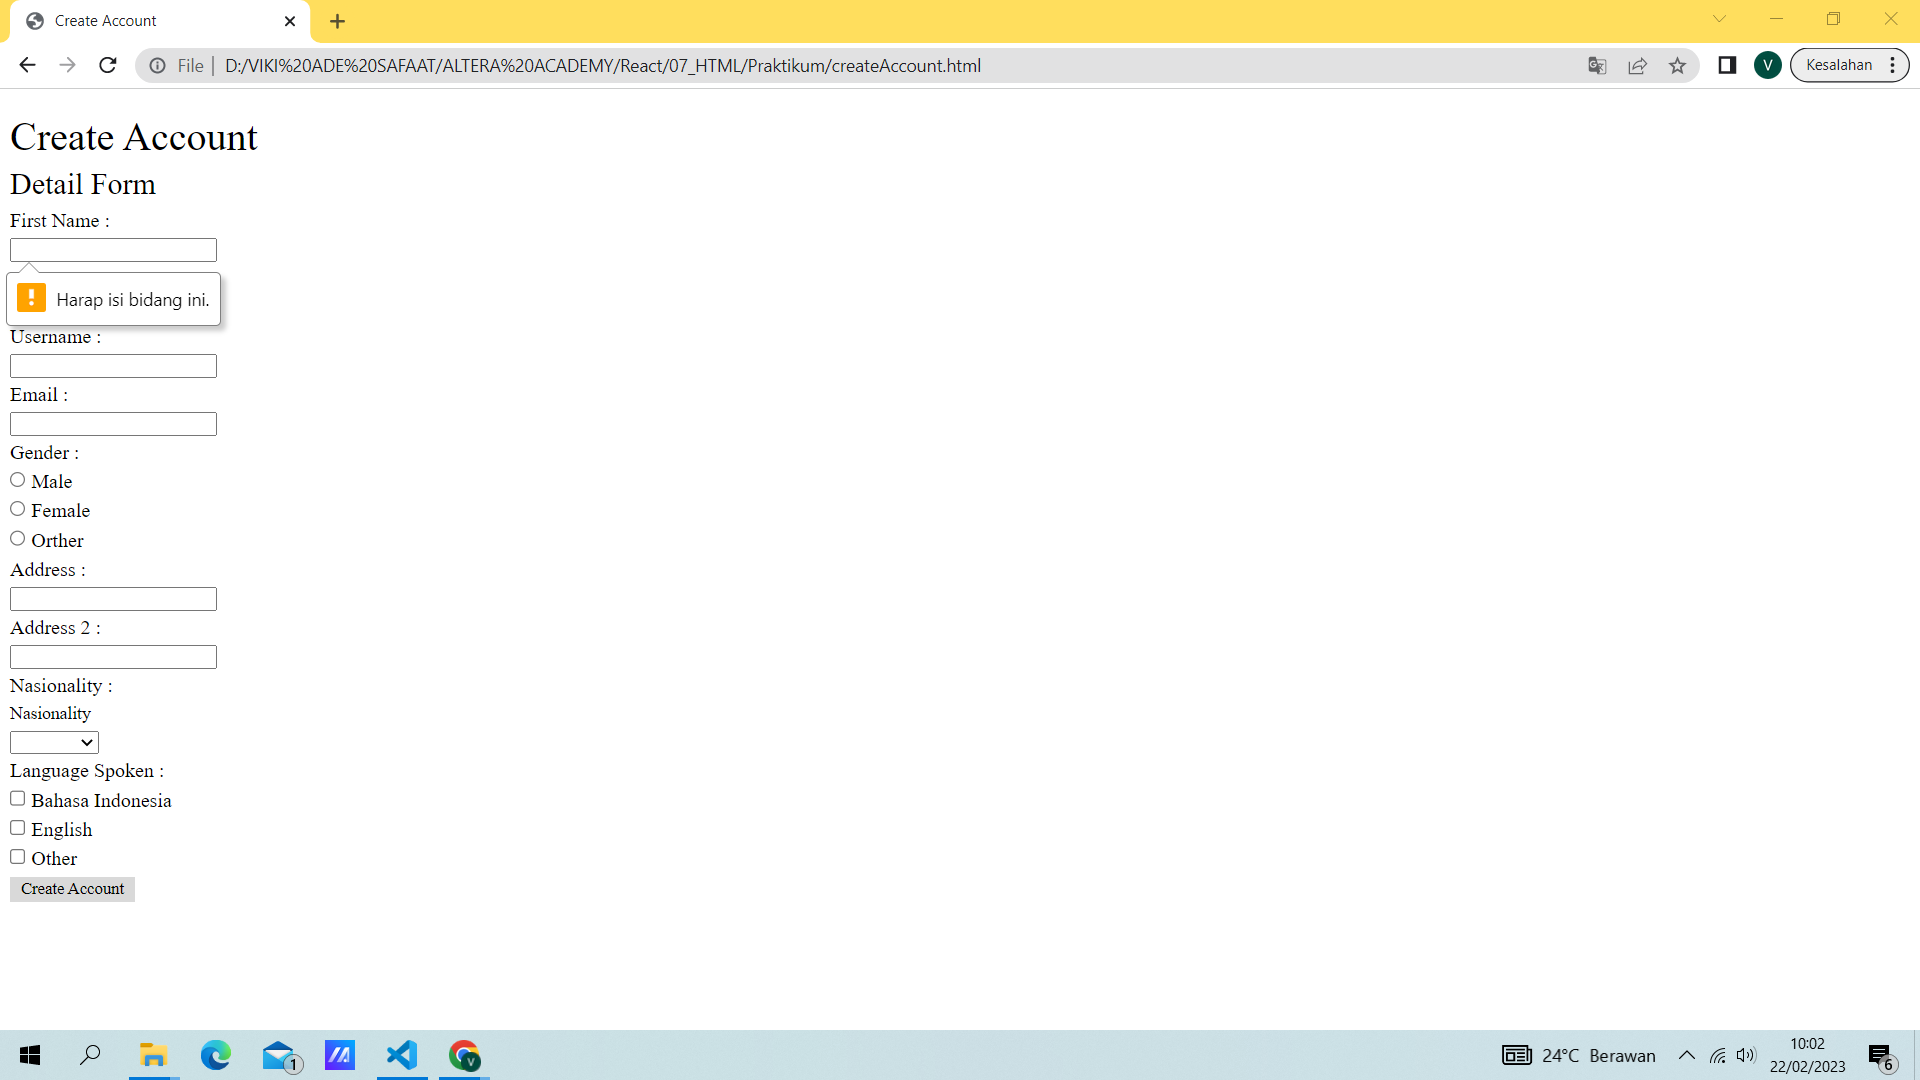 Create Account
File
D:/VIKI%20ADE%20SAFAAT/ALTERA%20ACADEMY/React/07_HTML/Praktikum/createAccount.html
V
Kesalahan
Create Account
Detail Form
First Name :
Harap isi bidang ini.
Username :
Email :
Gender :
Male
Female
Orther
Address :
Address 2 :
Nasionality :
Nasionality
Language Spoken :
Bahasa Indonesia
English
Other
Create Account
1
V
24°C Berawan
10:02
22/02/2023
6